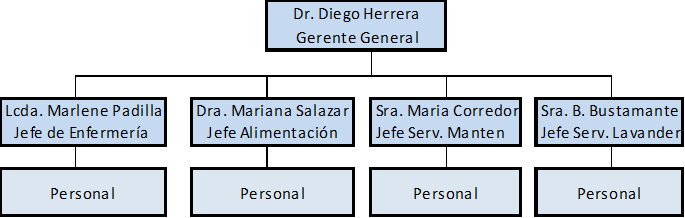 Dr. Diego Herrera
Gerente General
Lcda. Marlene Padilla
Jefe de Enfermería
Dra. Mariana Salazar
Jefe Alimentación
Sra. Maria Corredor
Jefe Serv. Manten
Sra. B. Bustamante
Jefe Serv. Lavander
Personal
Personal
Personal
Personal